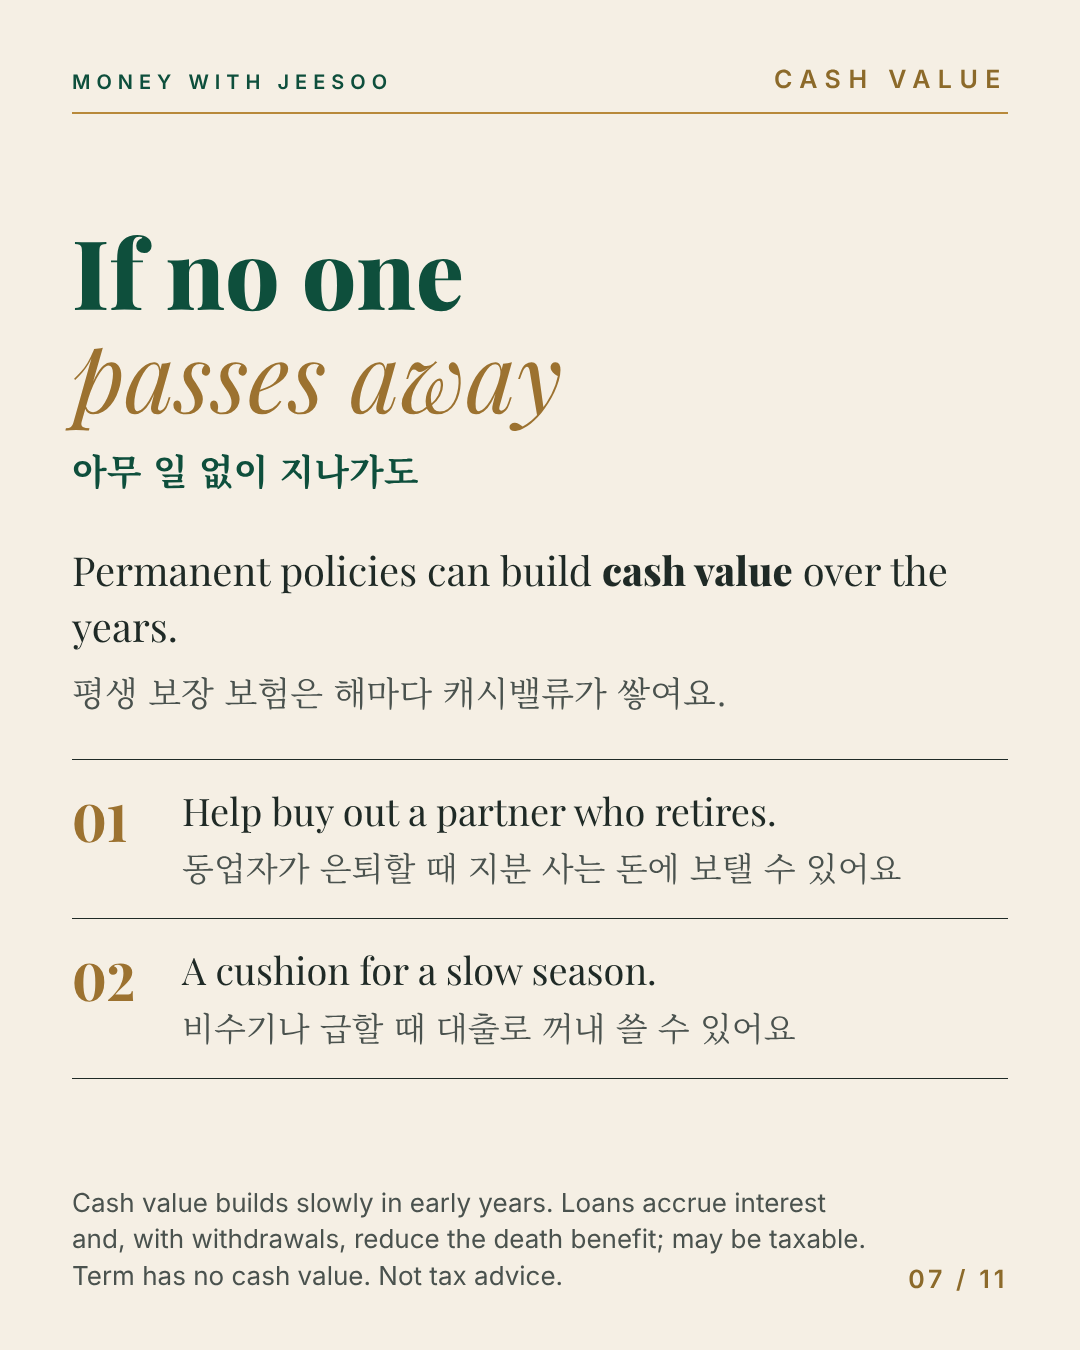 MONEY WITH JEESOO
CASH VALUE
If no one
passes away
아무 일 없이 지나가도
Permanent policies can build cash value over the
years.
평생 보장 보험은 해마다 캐시밸류가 쌓여요.
01
Help buy out a partner who retires.
동업자가 은퇴할 때 지분 사는 돈에 보탤 수 있어요
02
A cushion for a slow season.
비수기나 급할 때 대출로 꺼내 쓸 수 있어요
Cash value builds slowly in early years. Loans accrue interest
and, with withdrawals, reduce the death benefit; may be taxable.
Term has no cash value. Not tax advice.
07 / 11